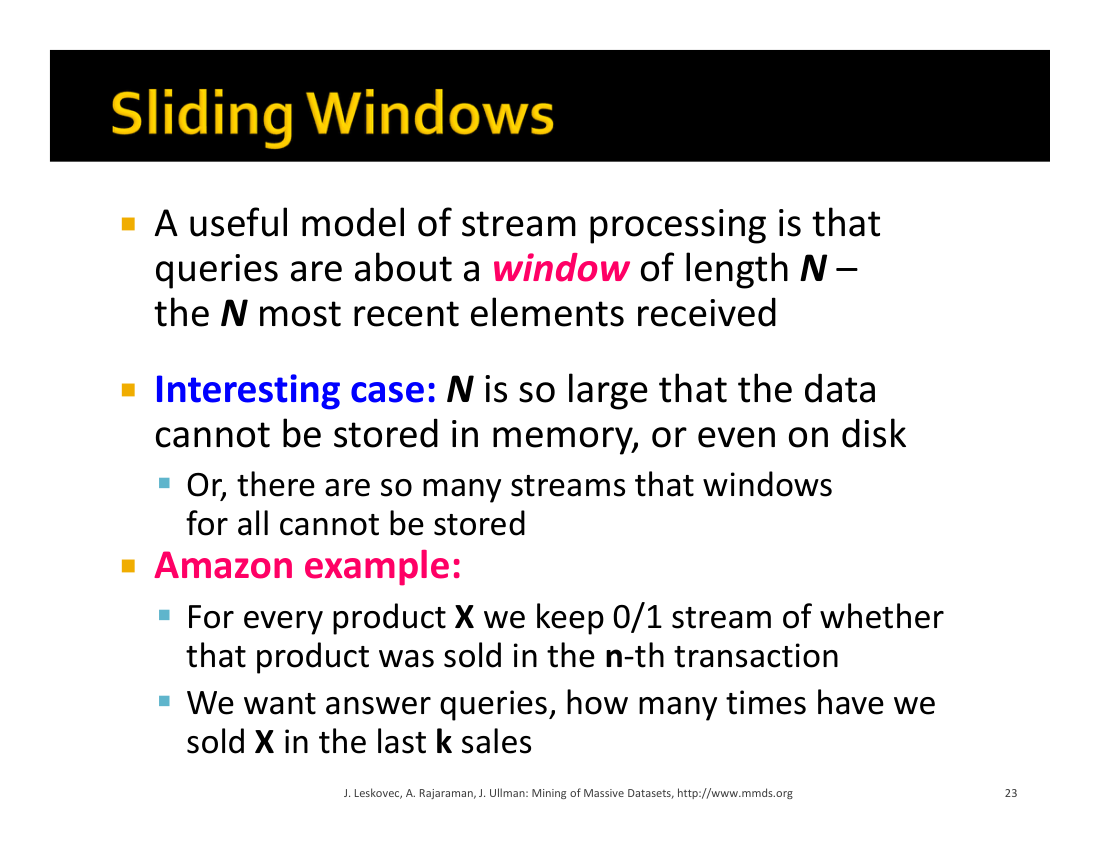 Sliding Windows
A useful model of stream processing is that
queries are about a window of length N –
the N most recent elements received
Interesting case: N is so large that the data
cannot be stored in memory, or even on disk
Or, there are so many streams that windows
for all cannot be stored
Amazon example:
For every product X we keep 0/1 stream of whether
that product was sold in the n-th transaction
We want answer queries, how many times have we
sold X in the last k sales
J. Leskovec, A. Rajaraman, J. Ullman: Mining of Massive Datasets, http://www.mmds.org
23